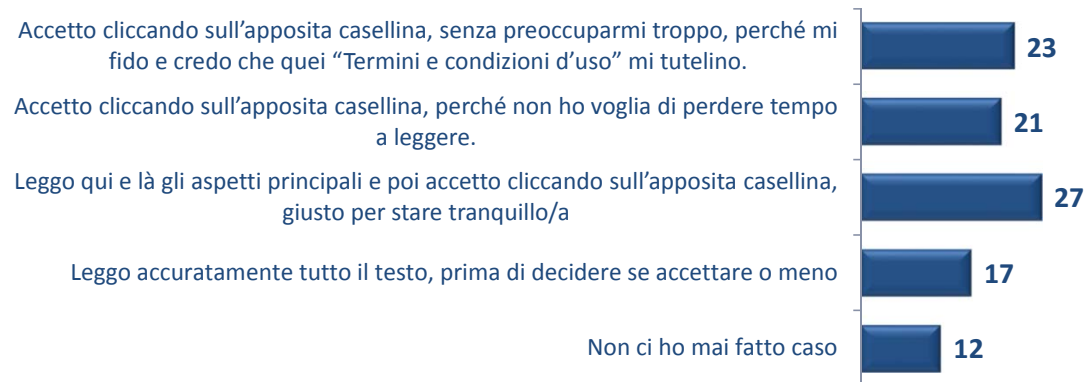 Accetto cliccando sull’apposita casellina, senza preoccuparmi troppo, perché mi
fido e credo che quei “Termini e condizioni d’uso” mi tutelino.
23
Accetto cliccando sull’apposita casellina, perché non ho voglia di perdere tempo
a leggere.
21
Leggo qui e là gli aspetti principali e poi accetto cliccando sull’apposita casellina,
giusto per stare tranquillo/a
27
Leggo accuratamente tutto il testo, prima di decidere se accettare o meno
17
Non ci ho mai fatto caso
12